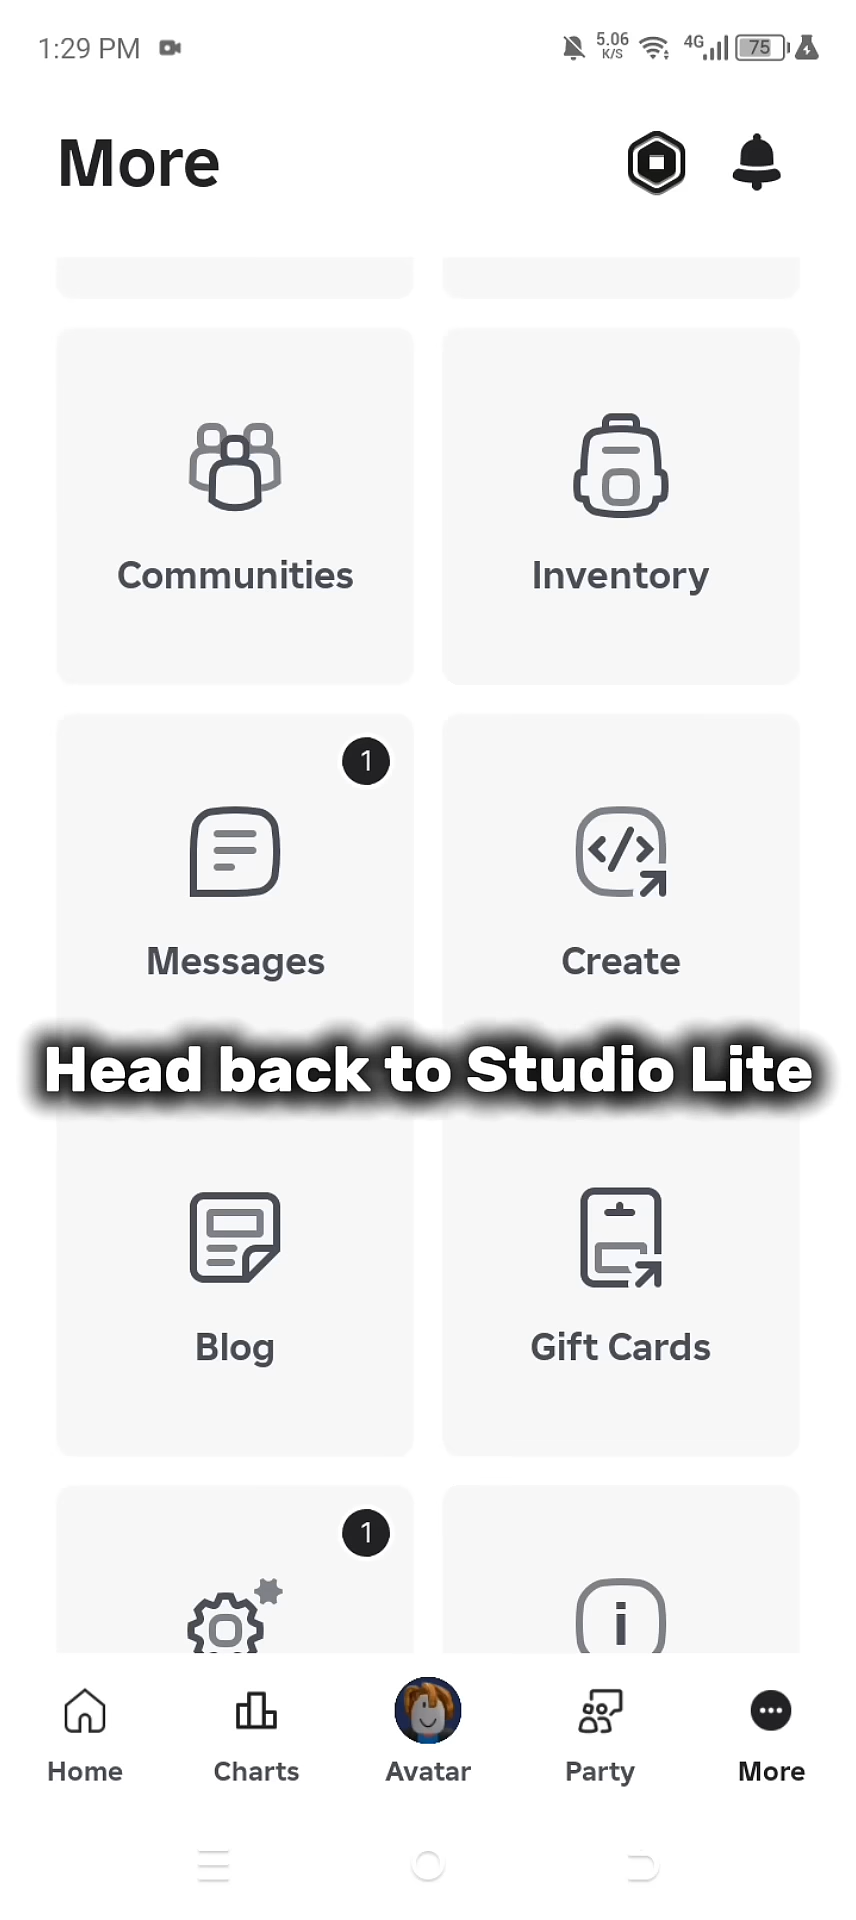 1:29 PM
5.06
K/S
4G
75
More
Communities
Inventory
1
Messages
Create
Head back to Studio Lite
Blog
Gift Cards
1
Home
Charts
Avatar
Party
More